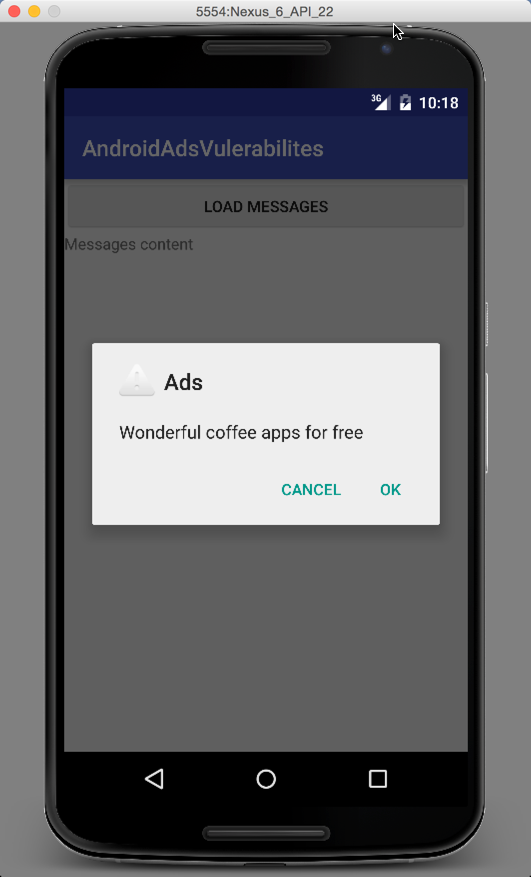 5554:Nexus_6_API_22
3G 10:18
AndroidAdsVulerabilites
LOAD MESSAGES
Messages content
Ads
Wonderful coffee apps for free
CANCEL OK